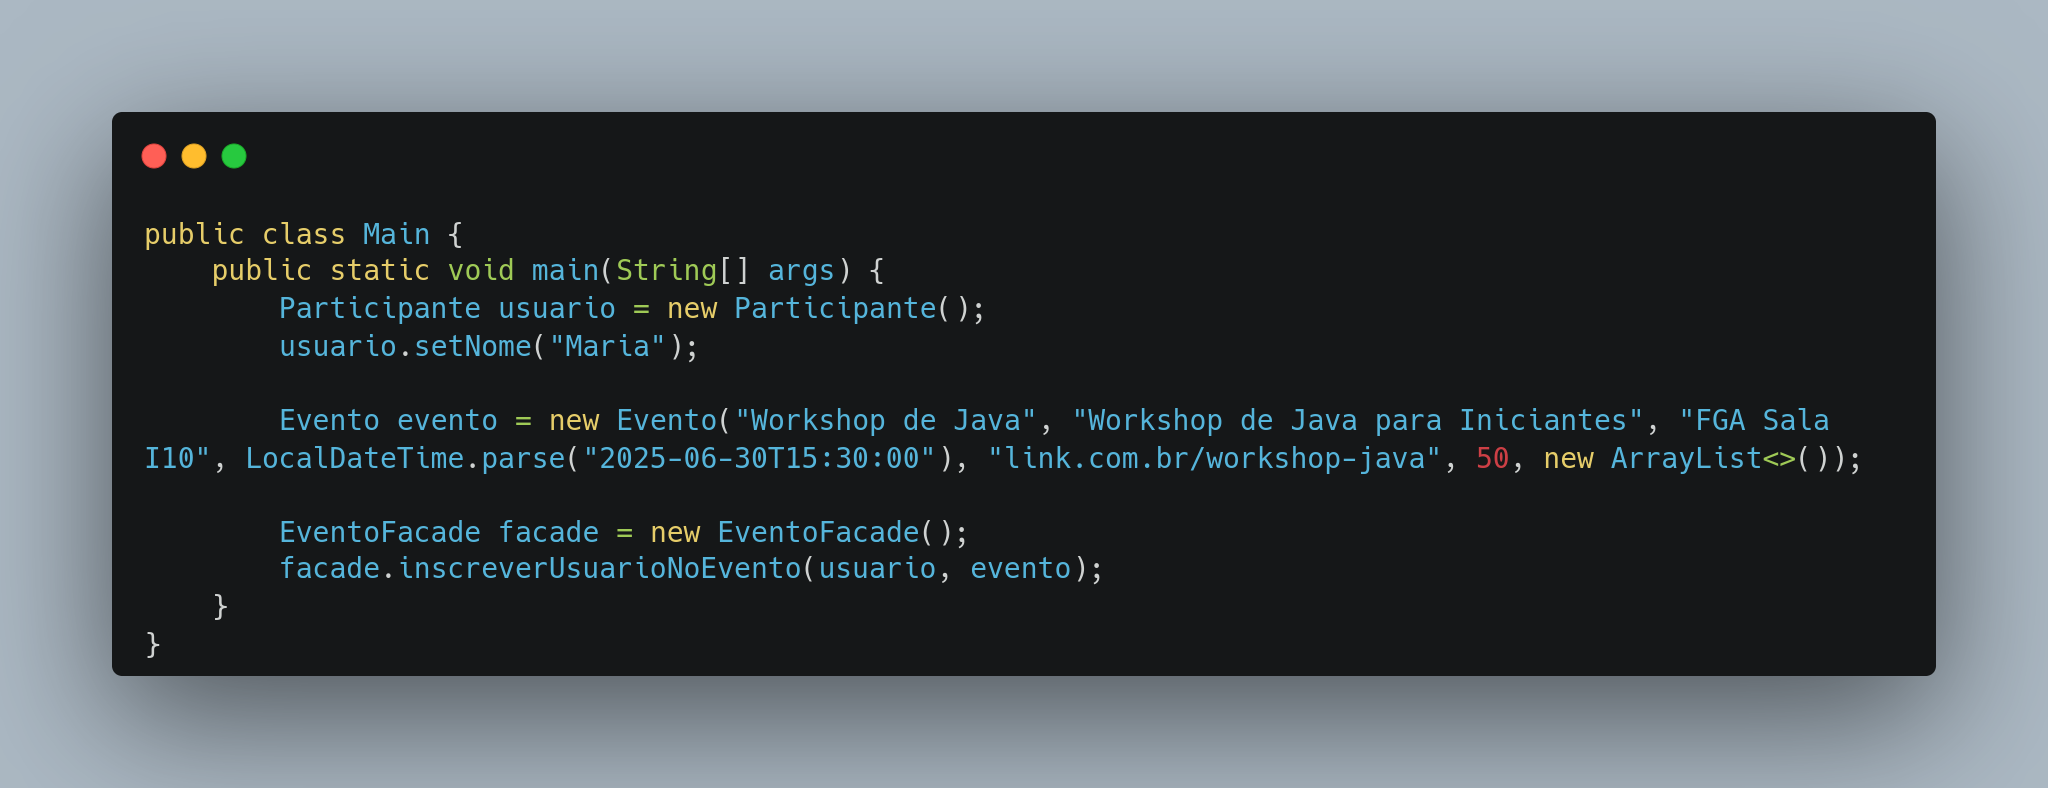 public class Main {
    public static void main(String[] args) {
        Participante usuario = new Participante();
        usuario.setNome("Maria");

        Evento evento = new Evento("Workshop de Java", "Workshop de Java para Iniciantes", "FGA Sala
I10", LocalDateTime.parse("2025-06-30T15:30:00"), "link.com.br/workshop-java", 50, new ArrayList<>());

        EventoFacade facade = new EventoFacade();
        facade.inscreverUsuarioNoEvento(usuario, evento);
    }
}